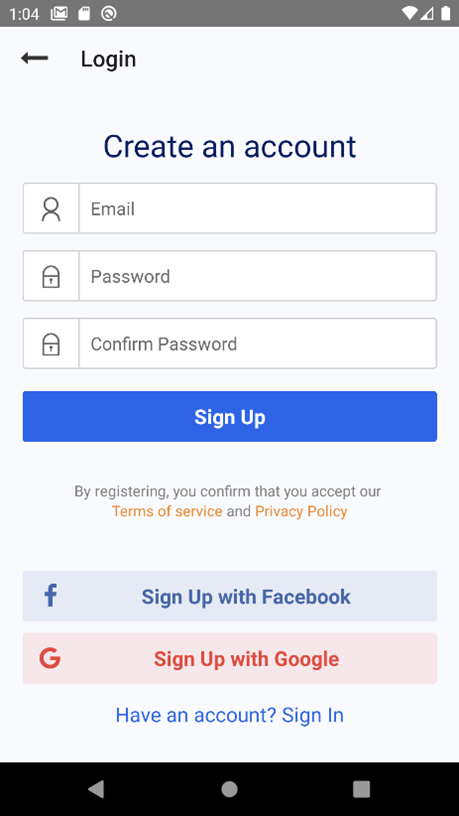 1:04
Login
Create an account
Email
Password
Confirm Password
Sign Up
By registering, you confirm that you accept our
Terms of service and Privacy Policy
Sign Up with Facebook
Sign Up with Google
Have an account? Sign In